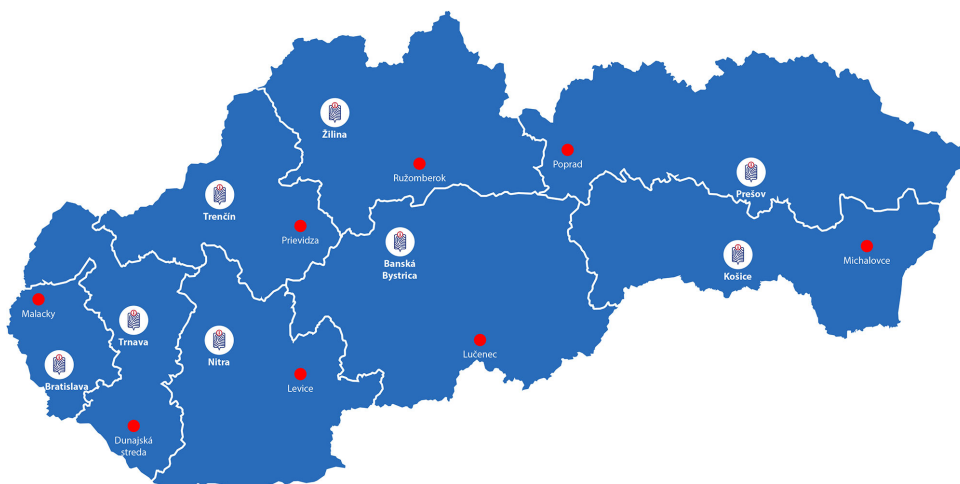 Žilina
Ružomberok
Poprad
Prešov
Trenčín
Prievidza
Banská
Bystrica
Košice
Michalovce
Malacky
Trnava
Nitra
Lučenec
Bratislava
Levice
Dunajská
streda